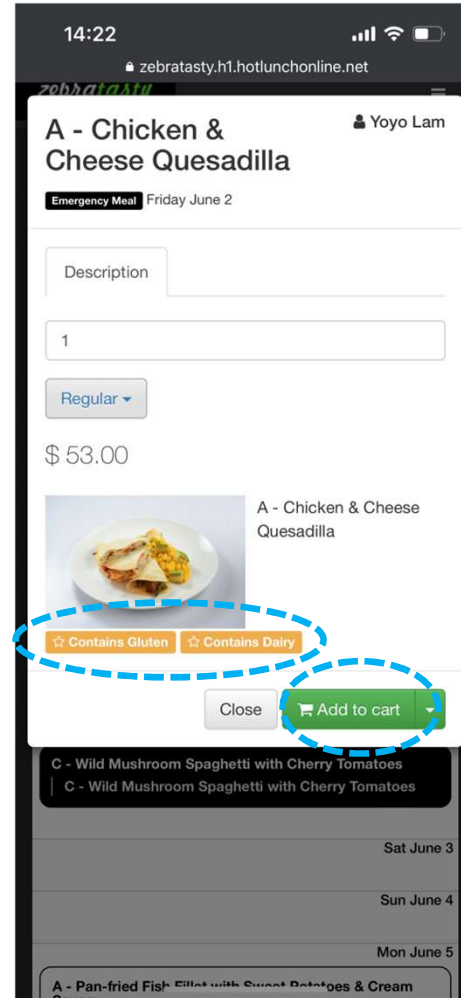 14:22
zebratasty.h1.hotlunchonline.net
zebratasty
A - Chicken &
Cheese Quesadilla
Yoyo Lam
Emergency Meal Friday June 2
Description
1
Regular
$ 53.00
A - Chicken & Cheese
Quesadilla
Contains Gluten Contains Dairy
Close Add to cart
C - Wild Mushroom Spaghetti with Cherry Tomatoes
C - Wild Mushroom Spaghetti with Cherry Tomatoes
Sat June 3
Sun June 4
Mon June 5
A - Pan-fried Fish Fillet with Sweet Potatoes & Cream